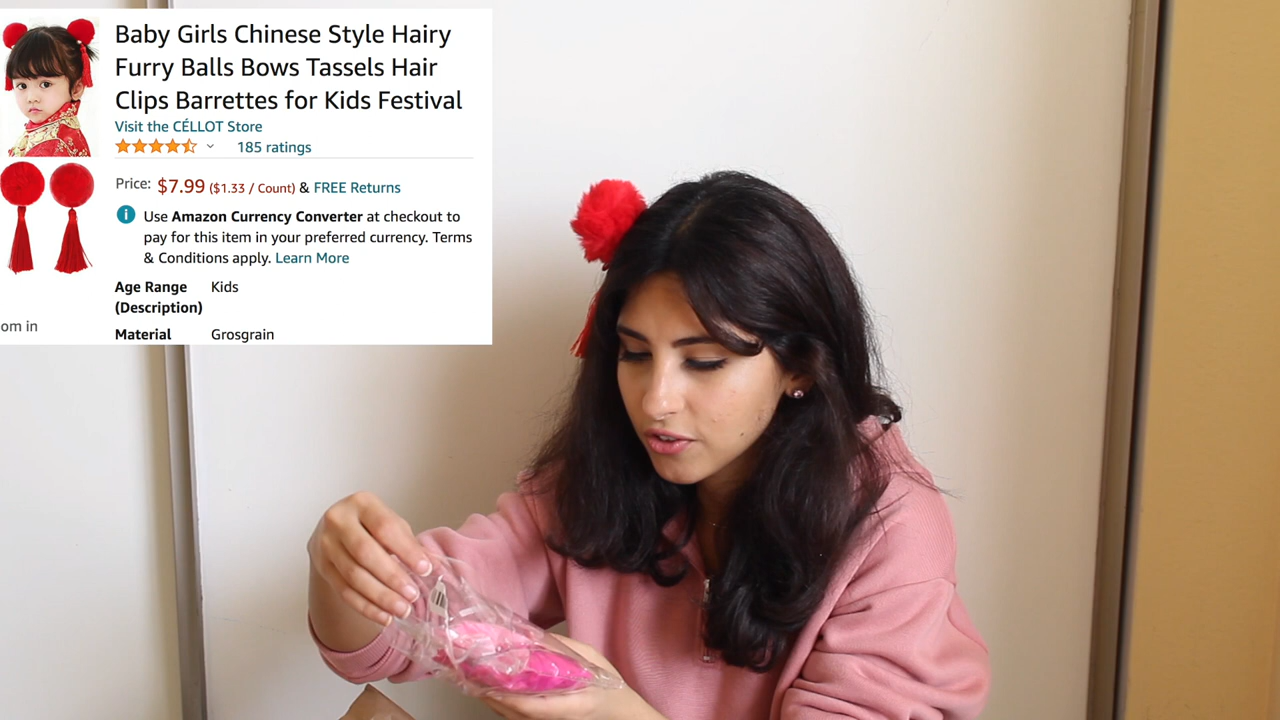 Baby Girls Chinese Style Hairy
Furry Balls Bows Tassels Hair
Clips Barrettes for Kids Festival
Visit the CÉLLOT Store
185 ratings
Price: $7.99 ($1.33 / Count) & FREE Returns
i Use Amazon Currency Converter at checkout to
pay for this item in your preferred currency. Terms
& Conditions apply. Learn More
Age Range Kids
(Description)
om in
Material Grosgrain